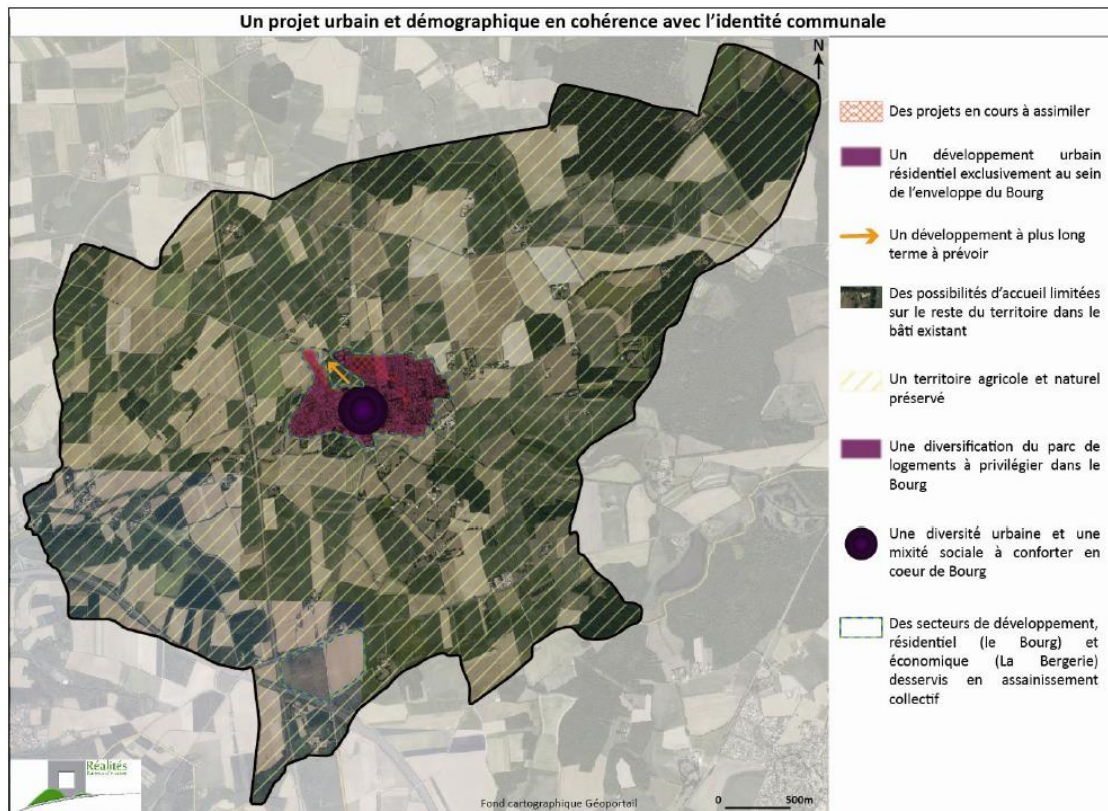 Un projet urbain et démographique en cohérence avec l'identité communale
N
Des projets en cours à assimiler
Un développement urbain
résidentiel exclusivement au sein
de l'enveloppe du Bourg
Un développement à plus long
terme à prévoir
Des possibilités d'accueil limitées
sur le reste du territoire dans le
bâti existant
Un territoire agricole et naturel
préservé
Une diversification du parc de
logements à privilégier dans le
Bourg
Une diversité urbaine et une
mixité sociale à conforter en
coeur de Bourg
Des secteurs de développement,
résidentiel (le Bourg) et
économique (La Bergerie)
desservis en assainissement
collectif
Réalités
Fond cartographique Géoportail
0 500m